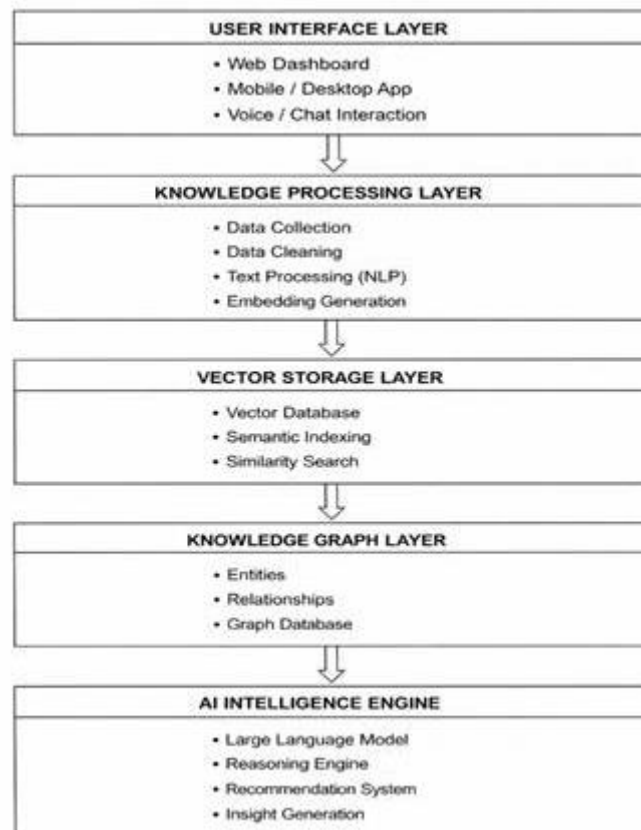 USER INTERFACE LAYER
• Web Dashboard
• Mobile / Desktop App
• Voice / Chat Interaction
KNOWLEDGE PROCESSING LAYER
• Data Collection
• Data Cleaning
• Text Processing (NLP)
• Embedding Generation
VECTOR STORAGE LAYER
• Vector Database
• Semantic Indexing
• Similarity Search
KNOWLEDGE GRAPH LAYER
• Entities
• Relationships
• Graph Database
AI INTELLIGENCE ENGINE
• Large Language Model
• Reasoning Engine
• Recommendation System
• Insight Generation